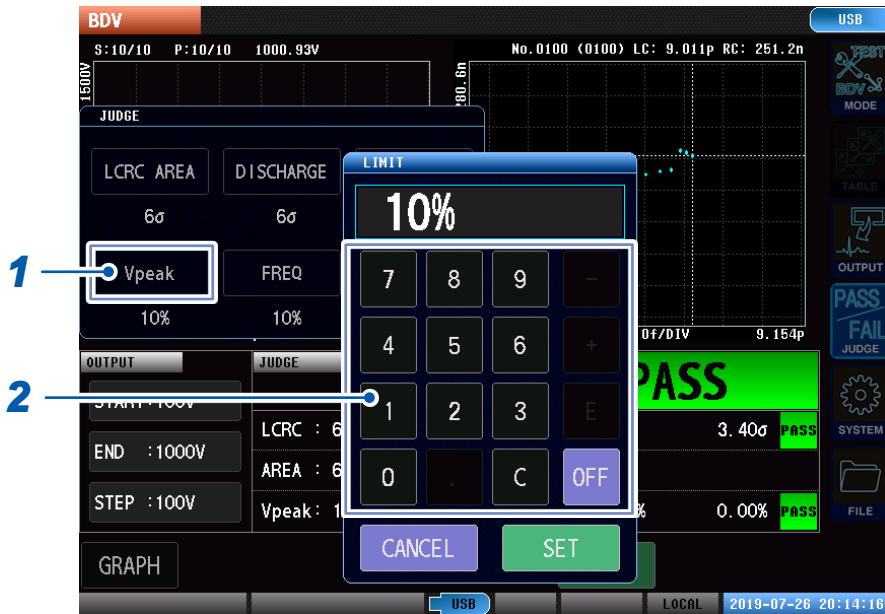 BDV
USB
S:10/10 P:10/10 1000.93V
No.0100 (0100) LC: 9.011p RC: 251.2n
1500V
280.6n
TEST
BDV
MODE
TABLE
OUTPUT
PASS
FAIL
JUDGE
SYSTEM
FILE
JUDGE
LCRC AREA
DISCHARGE
6σ
6σ
1
Vpeak
FREQ
10%
10%
LIMIT
10%
7 8 9 -
4 5 6 +
2
1 2 3 E
0 . C OFF
CANCEL SET
0f/DIV 9.154p
OUTPUT
JUDGE
PASS
START:100V
END :1000V
STEP :100V
LCRC : 6
3.40σ PASS
AREA : 6
Vpeak: 1
% 0.00% PASS
GRAPH
USB
LOCAL
2019-07-26 20:14:16